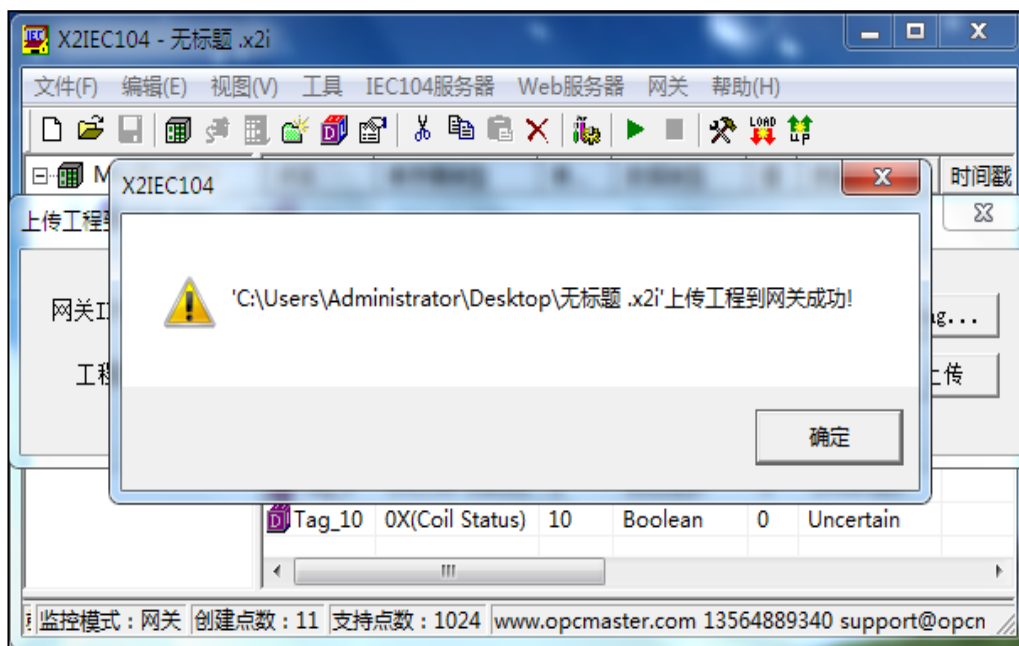 X2IEC104 - 无标题 .x2i
文件(F) 编辑(E) 视图(V) 工具 IEC104服务器 Web服务器 网关 帮助(H)
LOAD UP
M 时间戳
X2IEC104
上传工程
'C:\Users\Administrator\Desktop\无标题 .x2i'上传工程到网关成功!
网关I
ag...
工程
上传
确定
Tag_10 0X(Coil Status) 10 Boolean 0 Uncertain
监控模式：网关 创建点数：11 支持点数：1024 www.opcmaster.com 13564889340 support@opcn